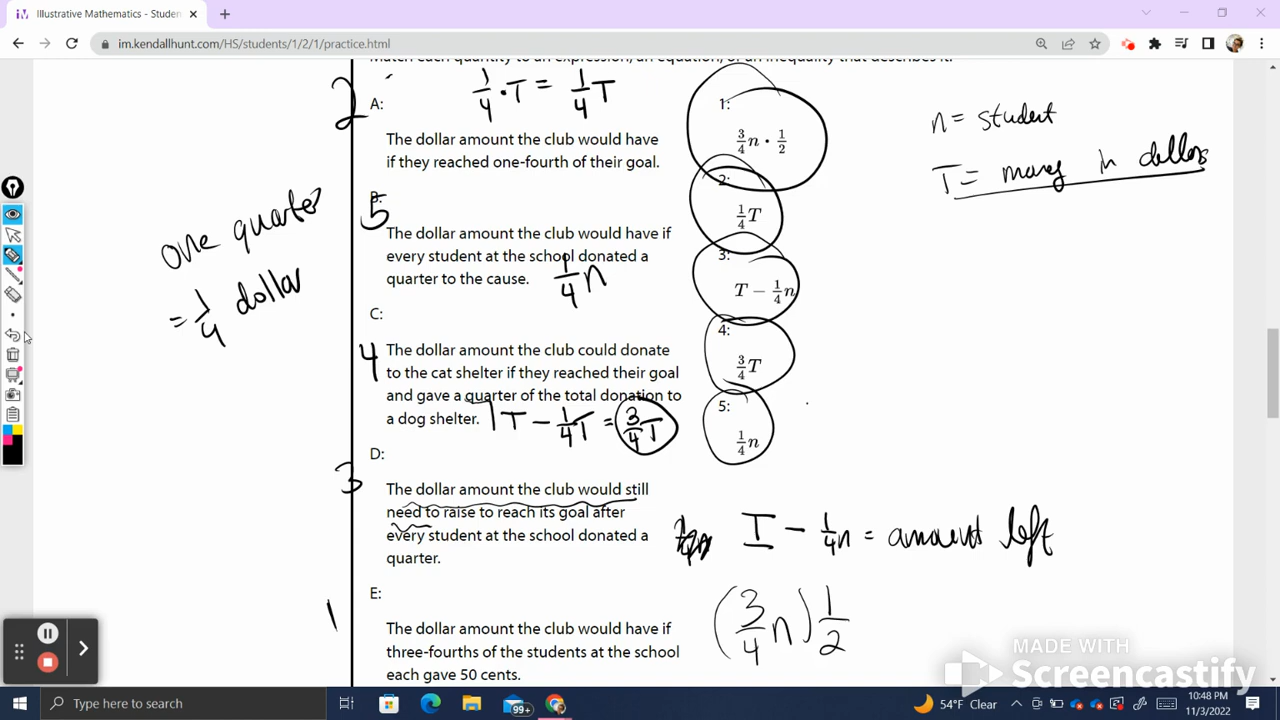 Illustrative Mathematics - Studen
im.kendallhunt.com/HS/students/1/2/1/practice.html
Match each quantity to an expression, an equation, or an inequality that describes it.
2
A:
1/4 · T = 1/4 T
The dollar amount the club would have
if they reached one-fourth of their goal.
5
B:
The dollar amount the club would have if
every student at the school donated a
quarter to the cause.
1/4 n
C:
4
The dollar amount the club could donate
to the cat shelter if they reached their goal
and gave a quarter of the total donation to
a dog shelter.
1T - 1/4 T = 3/4 T
D:
3
The dollar amount the club would still
need to raise to reach its goal after
every student at the school donated a
quarter.
E:
1
The dollar amount the club would have if
three-fourths of the students at the school
each gave 50 cents.
one quarter
= 1/4 dollar
1:
3/4 n · 1/2
2:
1/4 T
3:
T − 1/4 n
4:
3/4 T
5:
1/4 n
n = student
T = money in dollars
T - 1/4 n = amount left
(3/4 n) 1/2
MADE WITH
Screencastify
Type here to search
99+
54°F Clear
10:48 PM
11/3/2022